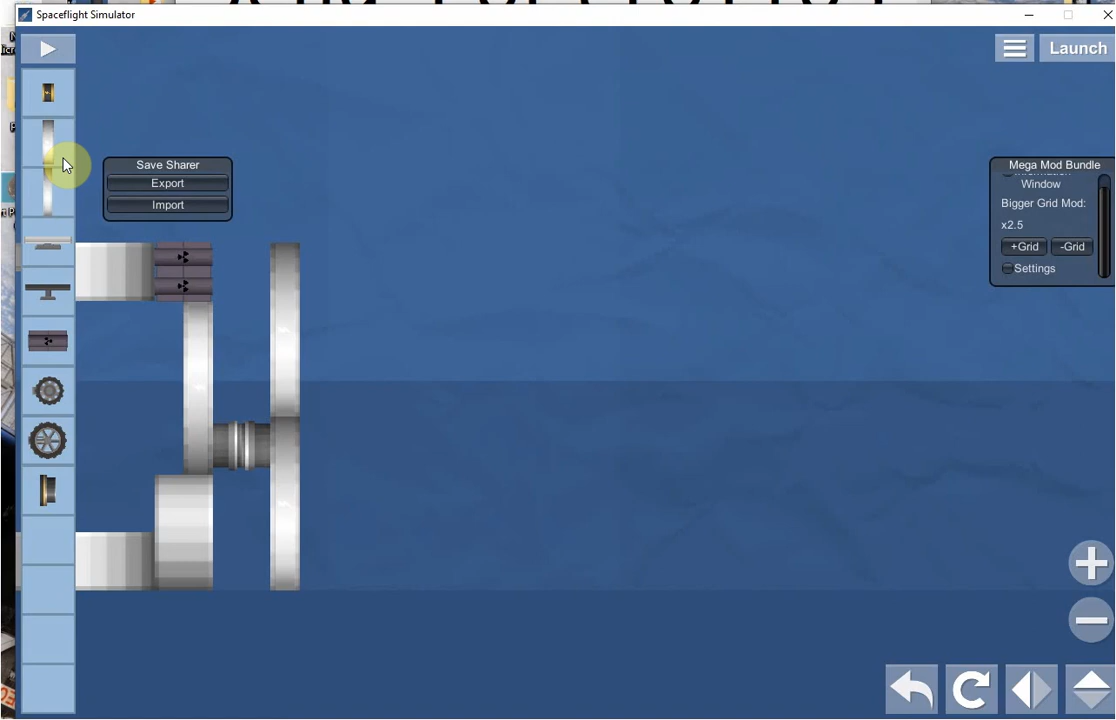 Spaceflight Simulator
Launch
Save Sharer
Export
Import
Mega Mod Bundle
Window
Bigger Grid Mod:
x2.5
+Grid
-Grid
Settings